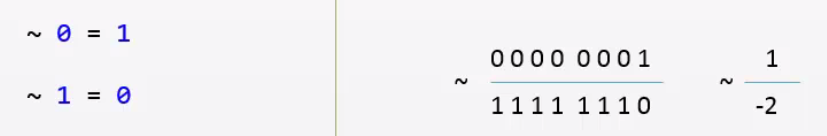 ~ 0 = 1
~ 1 = 0
~ 0000 0001
1111 1110
~ 1
-2